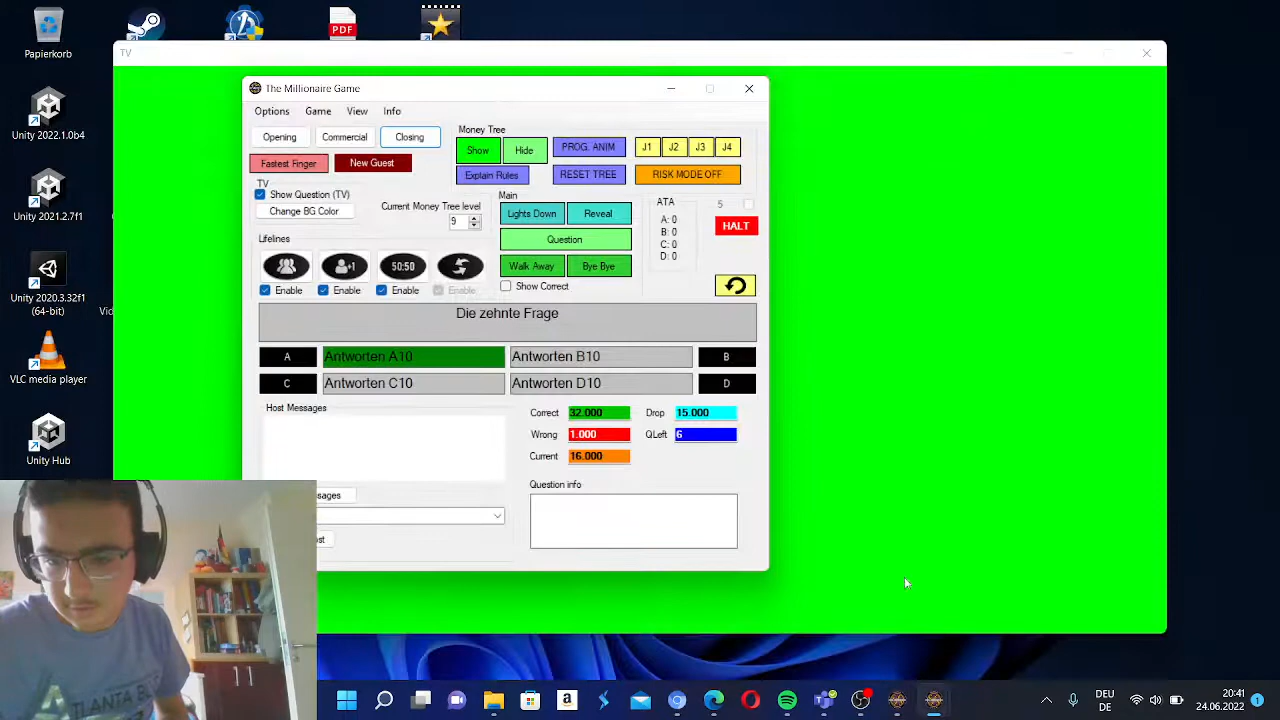 Papierkorb
PDF
TV
Unity 2022.1.0b4
Unity 2021.2.7f1
Unity 2020.3.32f1
(64-bit)
VLC media player
Unity Hub
The Millionaire Game
Options Game View Info
Opening Commercial Closing
Fastest Finger New Guest
Money Tree
Show Hide PROG. ANIM J1 J2 J3 J4
Explain Rules RESET TREE RISK MODE OFF
TV
Show Question (TV)
Change BG Color
Current Money Tree level
9
Main
Lights Down Reveal
Question
Walk Away Bye Bye
Show Correct
ATA
A: 0
B: 0
C: 0
D: 0
5
HALT
Lifelines
+1 50:50
Enable Enable Enable Enable
Die zehnte Frage
A Antworten A10 Antworten B10 B
C Antworten C10 Antworten D10 D
Host Messages
Correct 32.000 Drop 15.000
Wrong 1.000 QLeft 6
Current 16.000
Question info
DEU
DE
20:41
24.06.2022
1